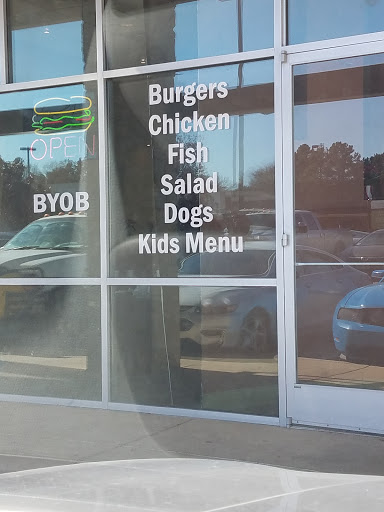 OPEN
BYOB
Burgers
Chicken
Fish
Salad
Dogs
Kids Menu